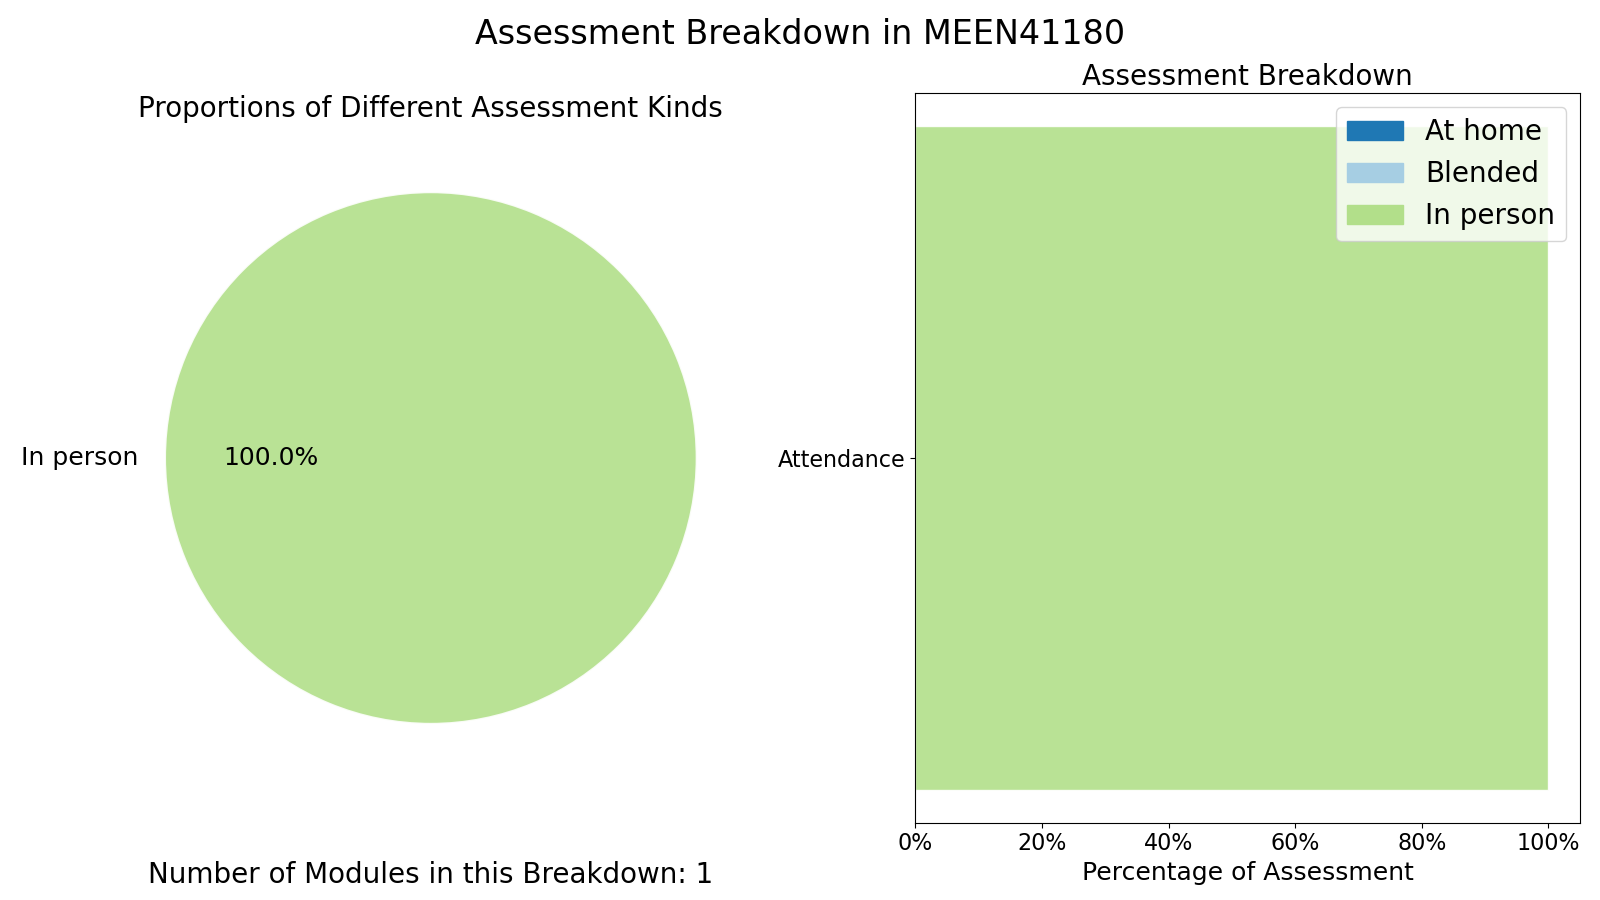 Assessment Breakdown in MEEN41180
Proportions of Different Assessment Kinds
In person
100.0%
Number of Modules in this Breakdown: 1
Assessment Breakdown
At home
Blended
In person
Attendance
0%
20%
40%
60%
80%
100%
Percentage of Assessment